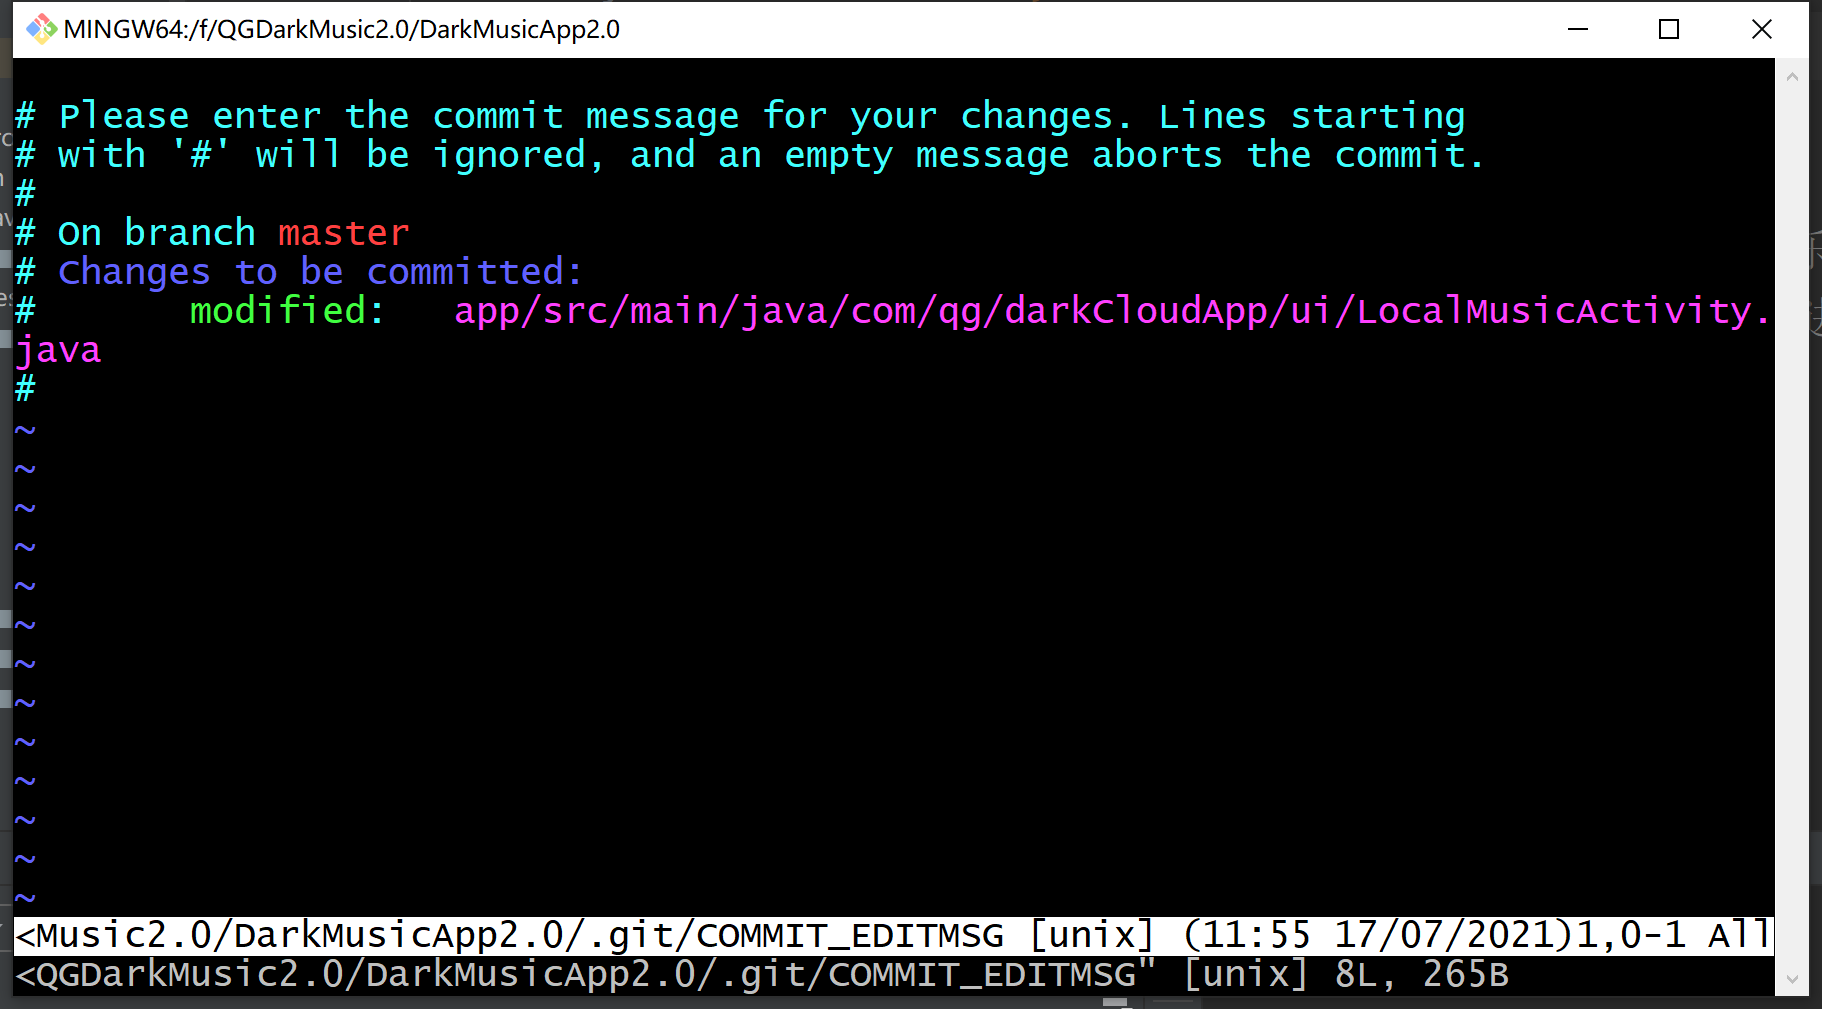 MINGW64:/f/QGDarkMusic2.0/DarkMusicApp2.0
# Please enter the commit message for your changes. Lines starting
# with '#' will be ignored, and an empty message aborts the commit.
#
# On branch master
# Changes to be committed:
#       modified:   app/src/main/java/com/qg/darkCloudApp/ui/LocalMusicActivity.
java
#
~
~
~
~
~
~
~
~
~
~
~
~
~
<Music2.0/DarkMusicApp2.0/.git/COMMIT_EDITMSG [unix] (11:55 17/07/2021)1,0-1 All
<QGDarkMusic2.0/DarkMusicApp2.0/.git/COMMIT_EDITMSG" [unix] 8L, 265B